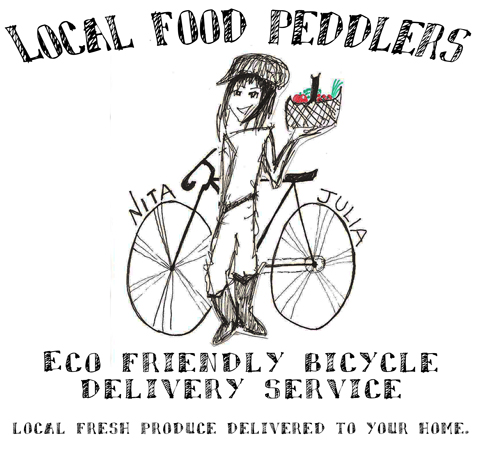 LOCAL FOOD PEDDLERS
NITA
JULIA
ECO FRIENDLY BICYCLE
DELIVERY SERVICE
LOCAL FRESH PRODUCE DELIVERED TO YOUR HOME.